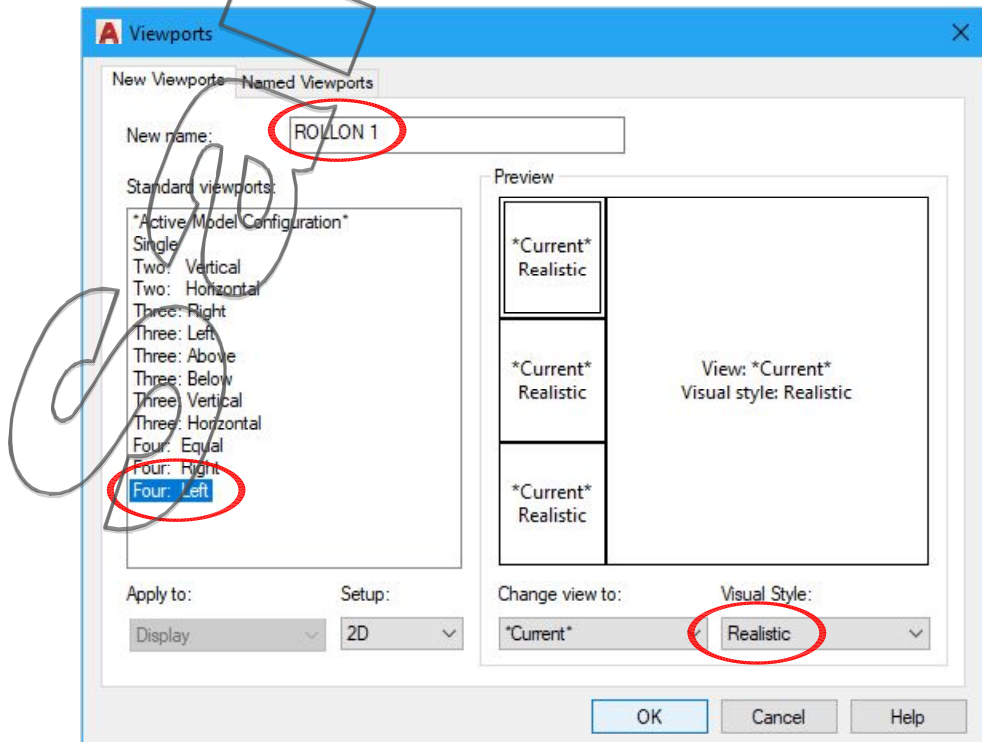 Viewports
New Viewports Named Viewports
New name: ROLLON 1
Standard viewports:
*Active Model Configuration*
Single
Two: Vertical
Two: Horizontal
Three: Right
Three: Left
Three: Above
Three: Below
Three: Vertical
Three: Horizontal
Four: Equal
Four: Right
Four: Left
Apply to: Setup:
Display 2D
Preview
*Current*
Realistic
*Current*
Realistic
*Current*
Realistic
View: *Current*
Visual style: Realistic
Change view to: Visual Style:
*Current* Realistic
OK Cancel Help